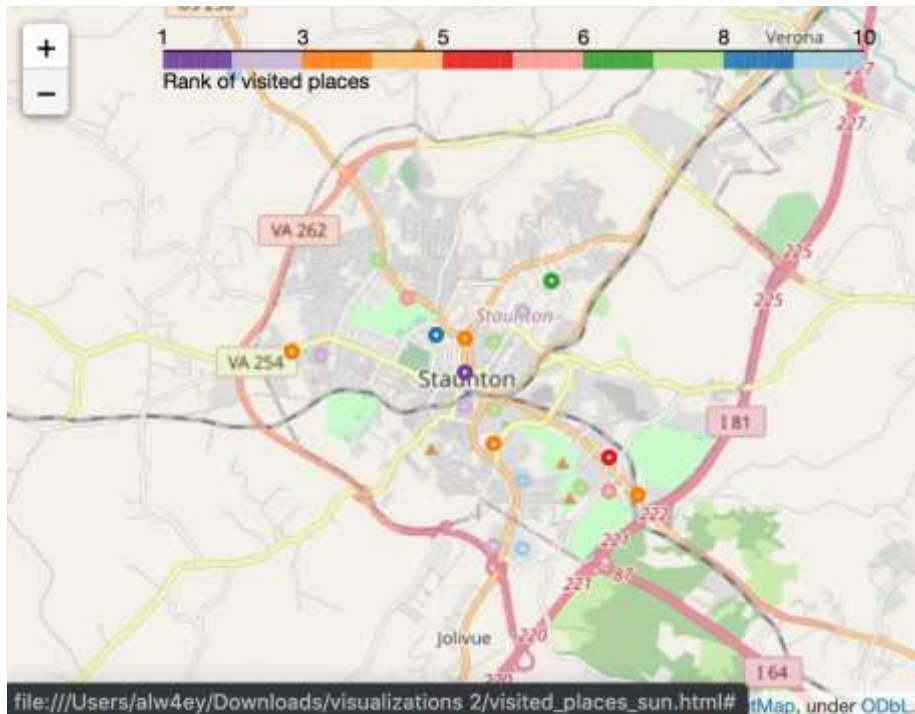 +
−
1 3 5 6 8 10
Rank of visited places
Verona
227
227
VA 262
225
225
Staunton
VA 254
Staunton
I 81
222
221
221
87
220
Jolivue
I 64
file:///Users/alw4ey/Downloads/visualizations 2/visited_places_sun.html#
tMap, under ODbL.